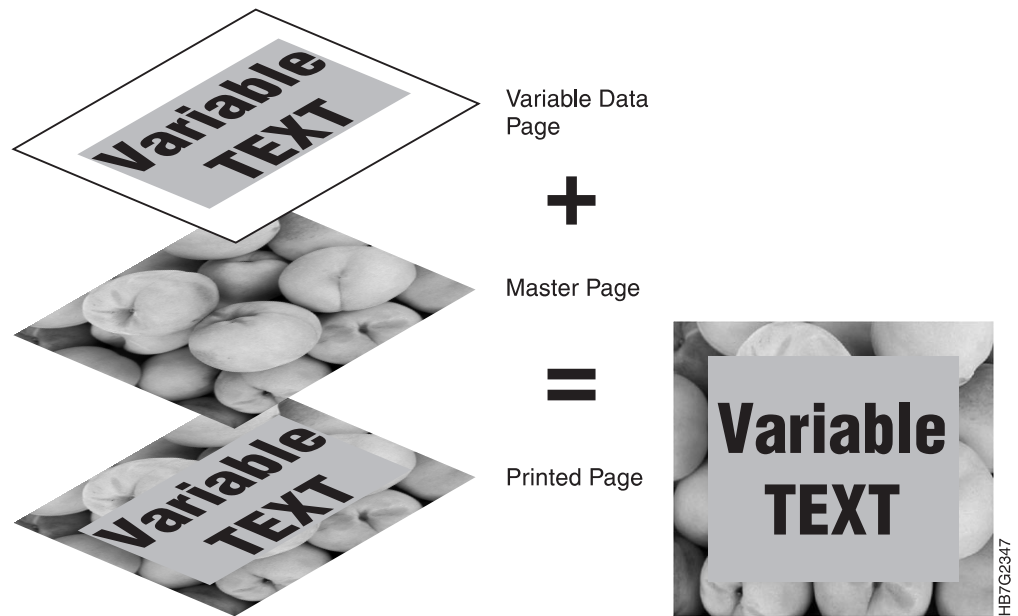 Variable
TEXT
Variable Data
Page
+
Master Page
=
Variable
TEXT
Printed Page
Variable
TEXT
HB7G2347